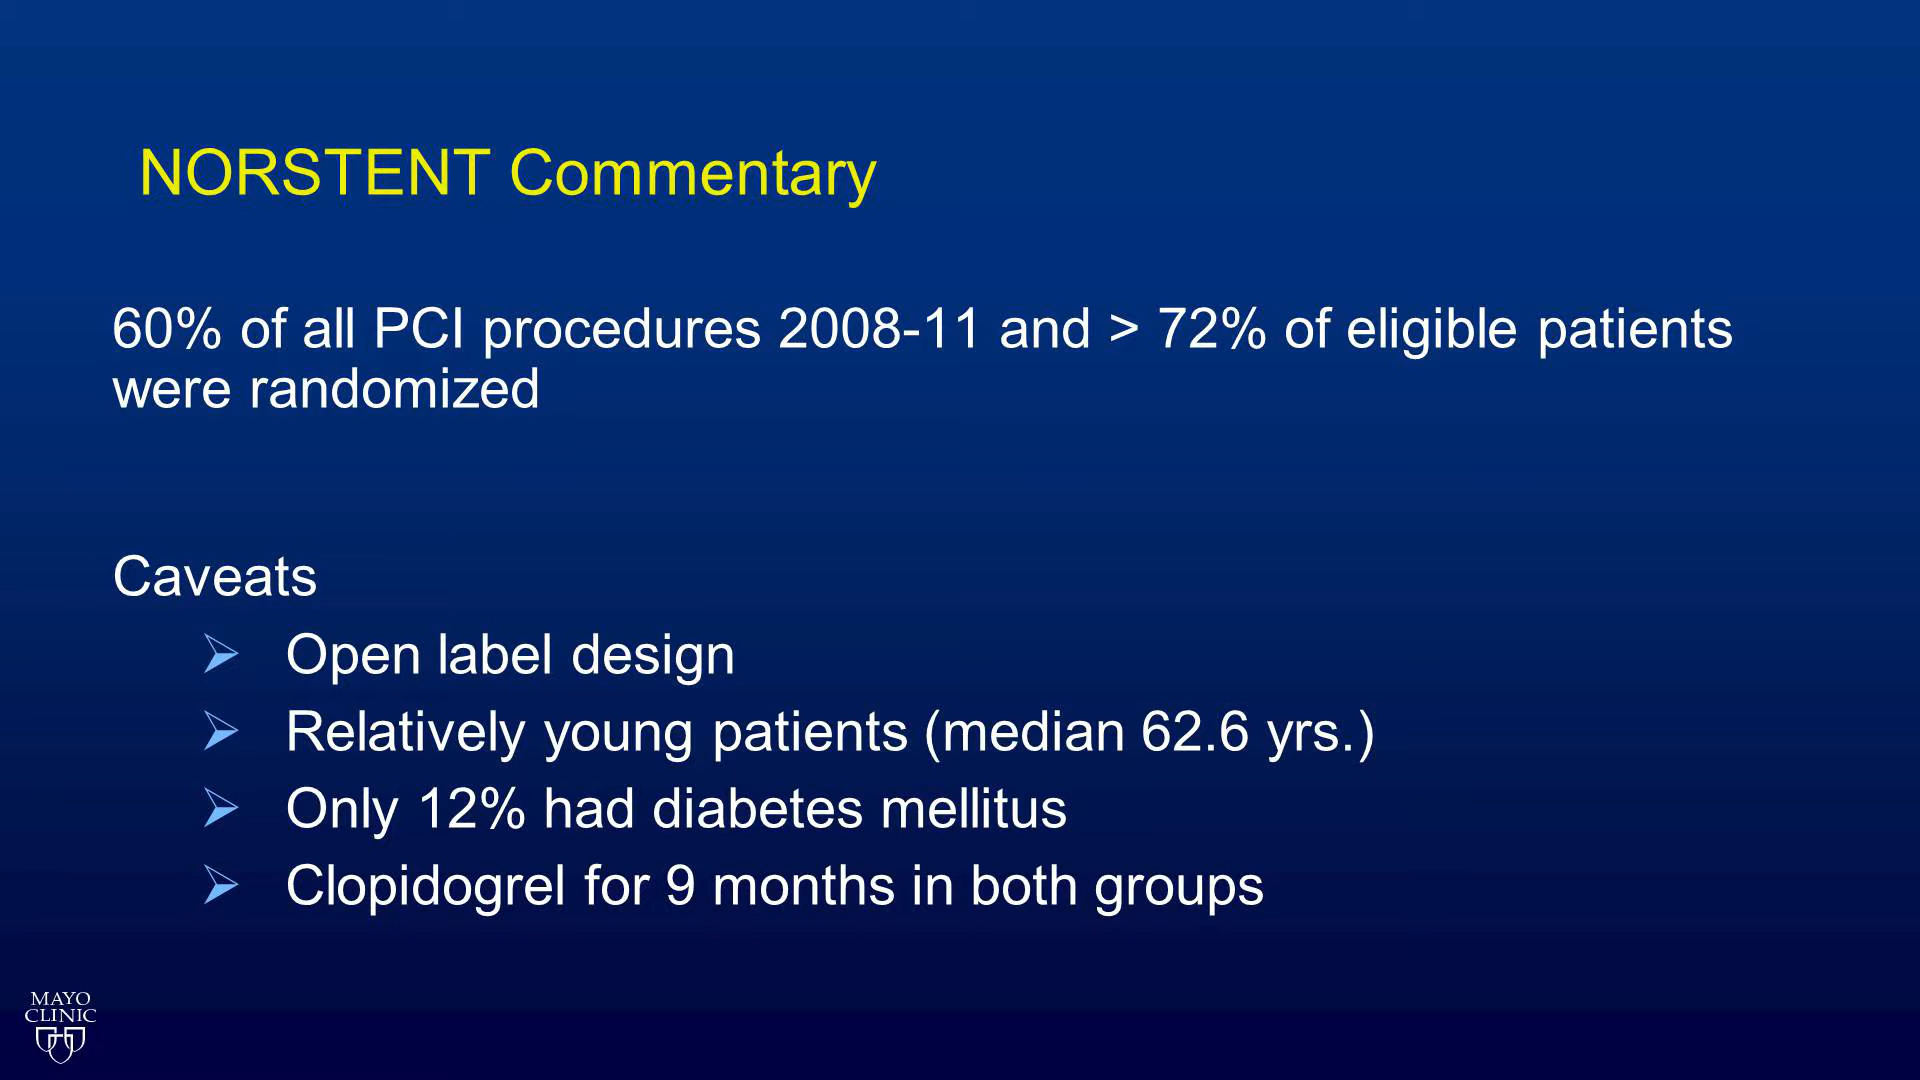 NORSTENT Commentary
60% of all PCI procedures 2008-11 and > 72% of eligible patients
were randomized
Caveats
Open label design
Relatively young patients (median 62.6 yrs.)
Only 12% had diabetes mellitus
Clopidogrel for 9 months in both groups
MAYO
CLINIC